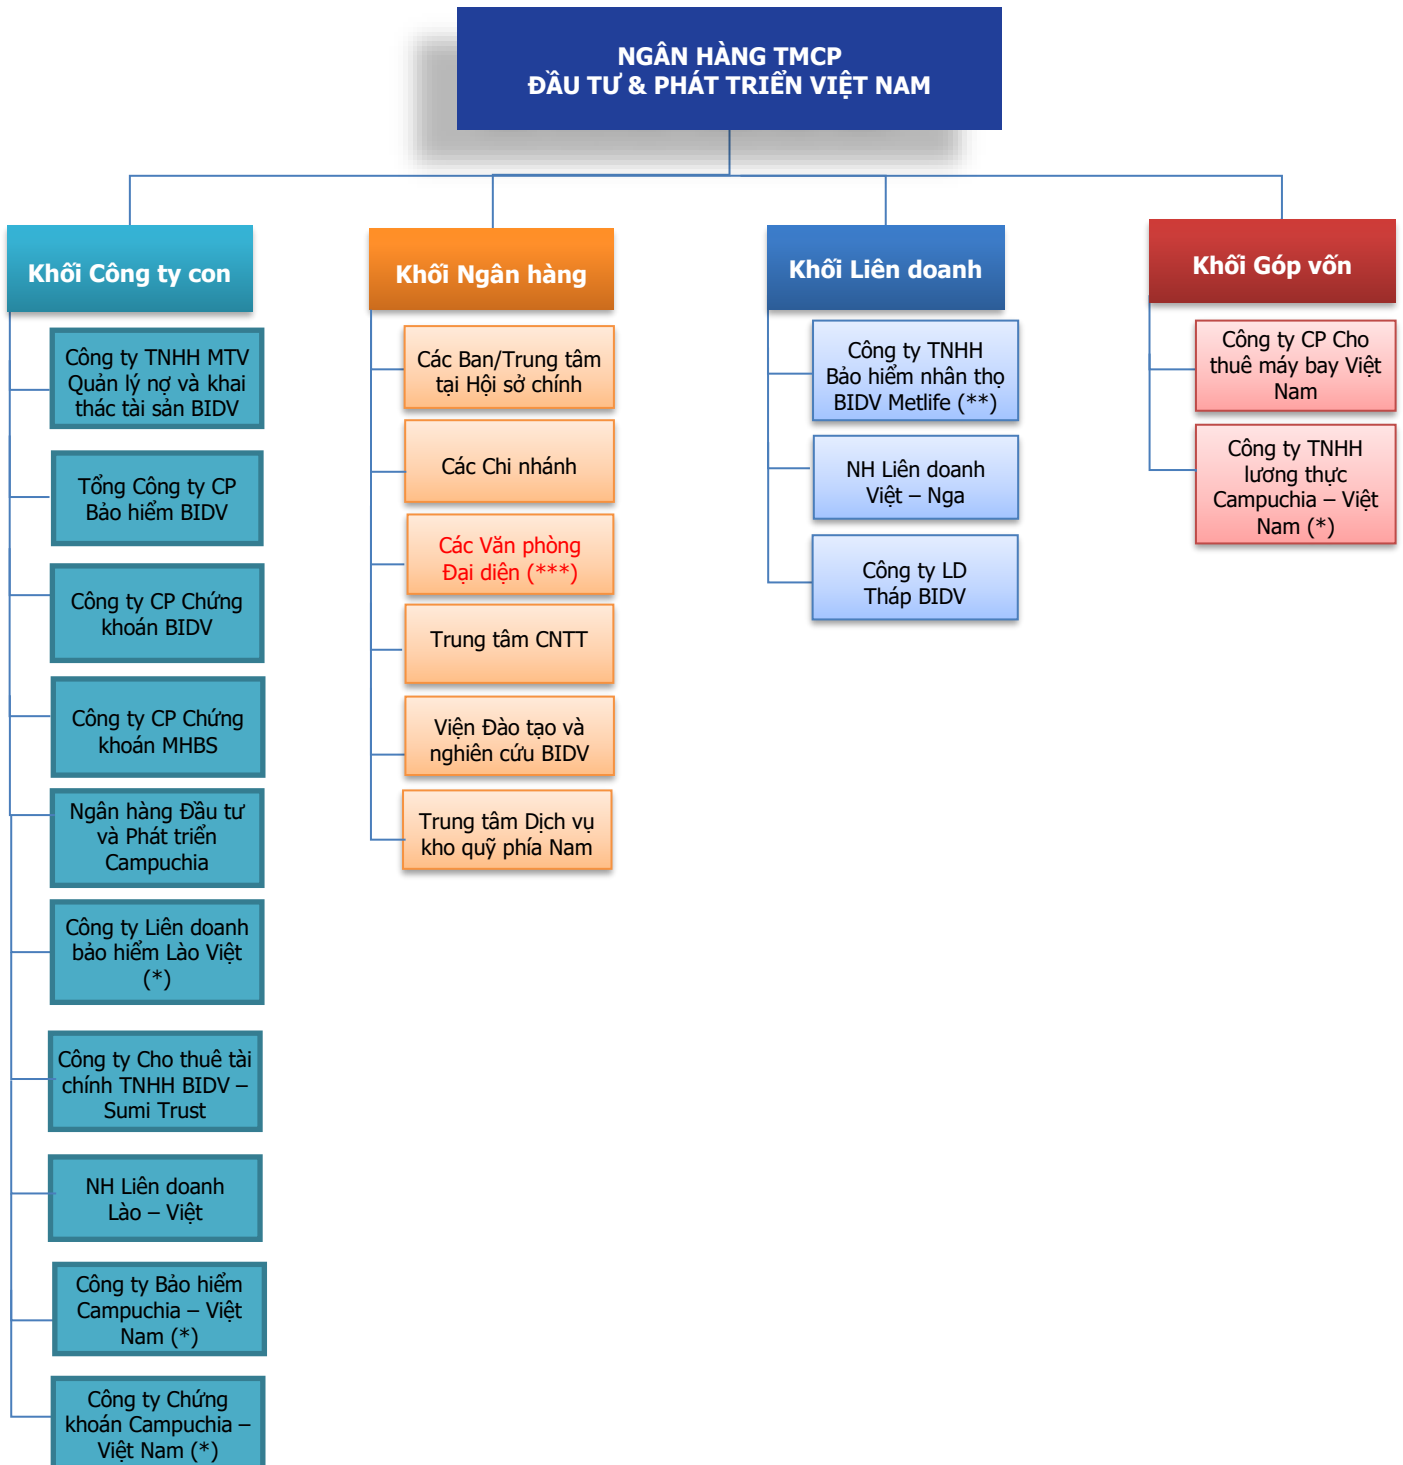 NGÂN HÀNG TMCP
ĐẦU TƯ & PHÁT TRIỂN VIỆT NAM
Khối Công ty con
Công ty TNHH MTV
Quản lý nợ và khai
thác tài sản BIDV
Tổng Công ty CP
Bảo hiểm BIDV
Công ty CP Chứng
khoán BIDV
Công ty CP Chứng
khoán MHBS
Ngân hàng Đầu tư
và Phát triển
Campuchia
Công ty Liên doanh
bảo hiểm Lào Việt
(*)
Công ty Cho thuê tài
chính TNHH BIDV –
Sumi Trust
NH Liên doanh
Lào – Việt
Công ty Bảo hiểm
Campuchia – Việt
Nam (*)
Công ty Chứng
khoán Campuchia –
Việt Nam (*)
Khối Ngân hàng
Các Ban/Trung tâm
tại Hội sở chính
Các Chi nhánh
Các Văn phòng
Đại diện (***)
Trung tâm CNTT
Viện Đào tạo và
nghiên cứu BIDV
Trung tâm Dịch vụ
kho quỹ phía Nam
Khối Liên doanh
Công ty TNHH
Bảo hiểm nhân thọ
BIDV Metlife (**)
NH Liên doanh
Việt – Nga
Công ty LD
Tháp BIDV
Khối Góp vốn
Công ty CP Cho
thuê máy bay Việt
Nam
Công ty TNHH
lương thực
Campuchia – Việt
Nam (*)